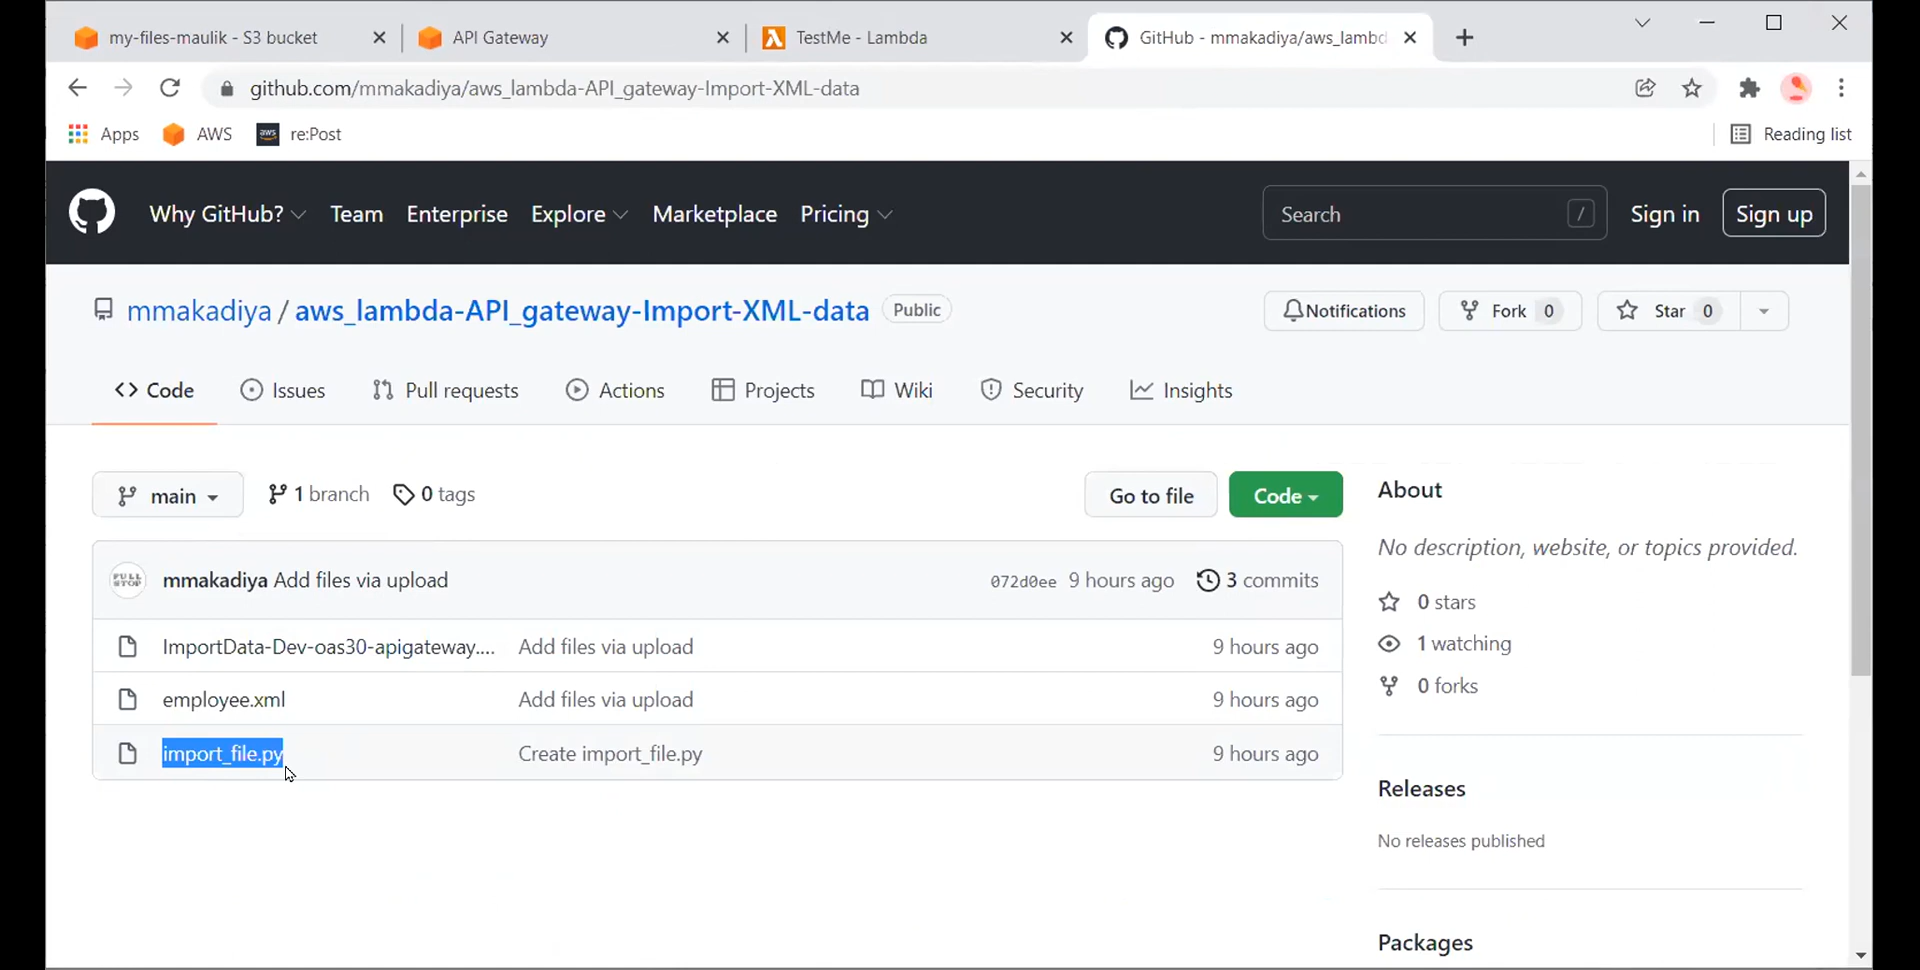 my-files-maulik - S3 bucket
API Gateway
TestMe - Lambda
GitHub - mmakadiya/aws_lambd
github.com/mmakadiya/aws_lambda-API_gateway-Import-XML-data
Apps
AWS
aws
re:Post
Reading list
Why GitHub?
Team
Enterprise
Explore
Marketplace
Pricing
Search
/
Sign in
Sign up
mmakadiya / aws_lambda-API_gateway-Import-XML-data
Public
Notifications
Fork 0
Star 0
Code
Issues
Pull requests
Actions
Projects
Wiki
Security
Insights
main
1 branch
0 tags
Go to file
Code
About
No description, website, or topics provided.
FULL
STOP
mmakadiya Add files via upload
072d0ee 9 hours ago
3 commits
0 stars
ImportData-Dev-oas30-apigateway....
Add files via upload
9 hours ago
1 watching
employee.xml
Add files via upload
9 hours ago
0 forks
import_file.py
Create import_file.py
9 hours ago
Releases
No releases published
Packages